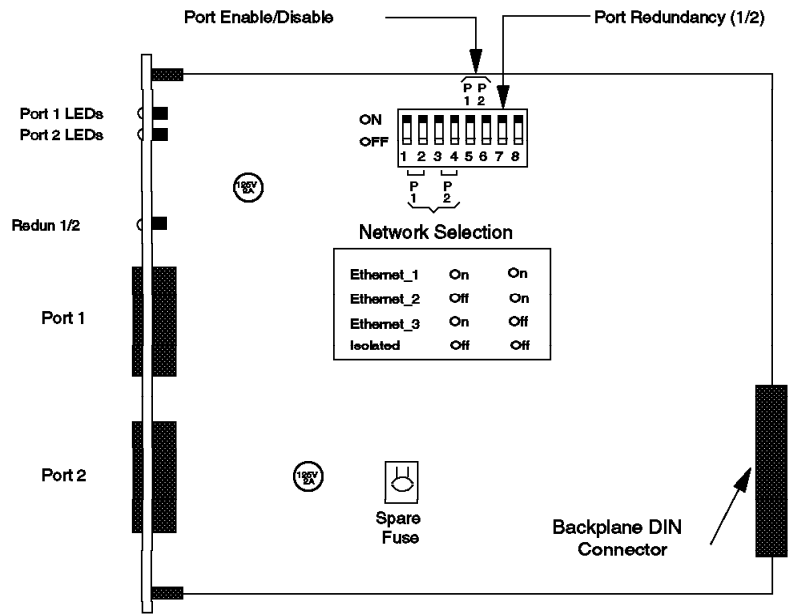 Port Enable/Disable
Port Redundancy (1/2)
P P
1 2
Port 1 LEDs
Port 2 LEDs
ON
OFF
1 2 3 4 5 6 7 8
P P
1 2
125V
2A
Redun 1/2
Network Selection
Ethernet_1 On On
Ethernet_2 Off On
Ethernet_3 On Off
Isolated Off Off
Port 1
Port 2
125V
2A
Spare
Fuse
Backplane DIN
Connector